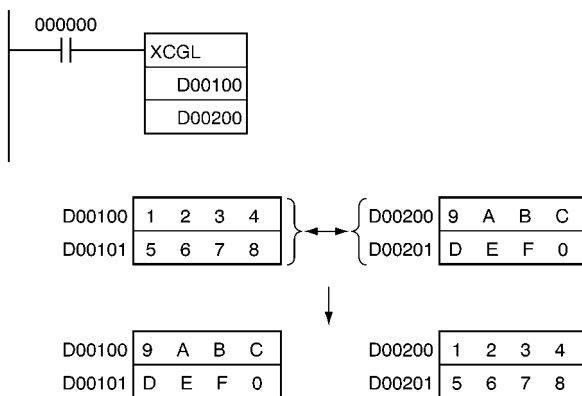 000000
XCGL
D00100
D00200
D00100 1 2 3 4 D00200 9 A B C
D00101 5 6 7 8 D00201 D E F 0
D00100 9 A B C D00200 1 2 3 4
D00101 D E F 0 D00201 5 6 7 8